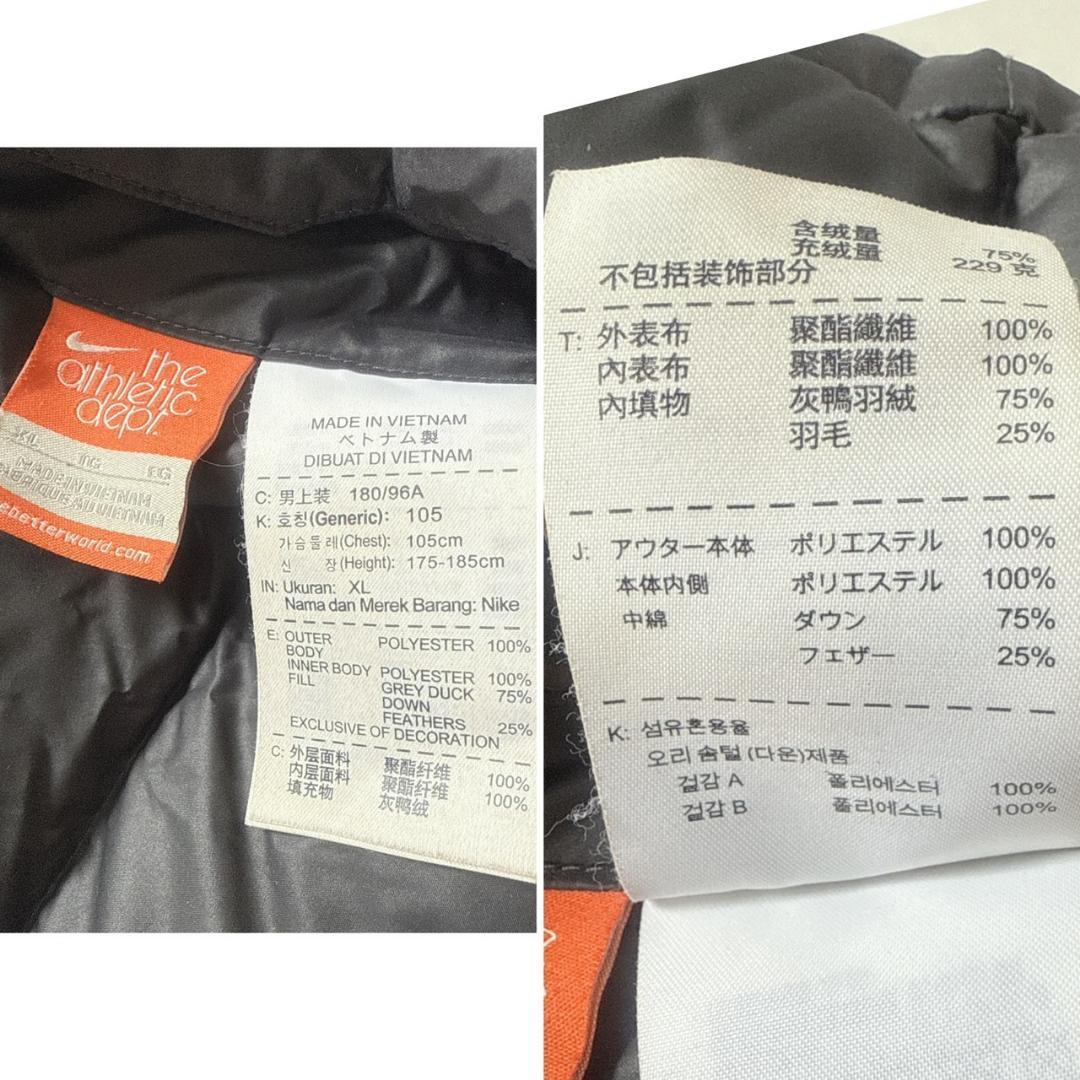 the
athletic
dept.
XL TG EG
MADE IN VIETNAM
FABRIQUE AU VIETNAM
ebetterworld.com
MADE IN VIETNAM
ベトナム製
DIBUAT DI VIETNAM
C: 男上装 180/96A
K: 호칭(Generic): 105
가슴둘레(Chest): 105cm
신 장(Height): 175-185cm
IN: Ukuran: XL
Nama dan Merek Barang: Nike
E: OUTER BODY POLYESTER 100%
INNER BODY POLYESTER 100%
FILL GREY DUCK DOWN 75%
FEATHERS 25%
EXCLUSIVE OF DECORATION
C: 外层面料 聚酯纤维 100%
内层面料 聚酯纤维 100%
填充物 灰鸭绒
含绒量 75%
充绒量 229 克
不包括装饰部分
T: 外表布 聚酯纖維 100%
內表布 聚酯纖維 100%
內填物 灰鴨羽絨 75%
羽毛 25%
J: アウター本体 ポリエステル 100%
本体内側 ポリエステル 100%
中綿 ダウン 75%
フェザー 25%
K: 섬유혼용율
오리 솜털 (다운)제품
겉감 A 폴리에스터 100%
겉감 B 폴리에스터 100%